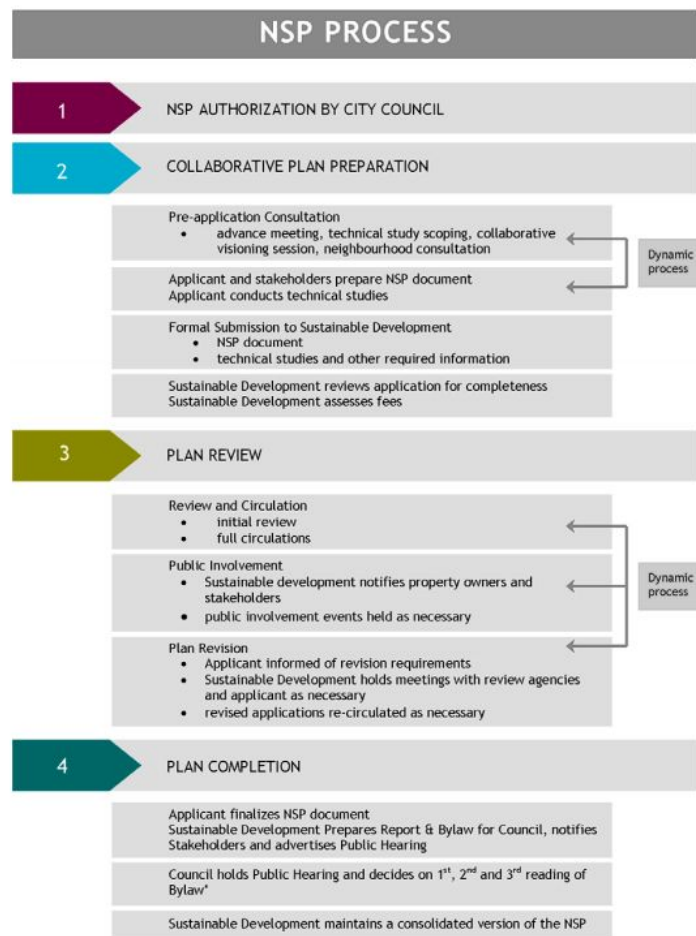 NSP PROCESS
1
NSP AUTHORIZATION BY CITY COUNCIL
2
COLLABORATIVE PLAN PREPARATION
Pre-application Consultation
• advance meeting, technical study scoping, collaborative
visioning session, neighbourhood consultation
Dynamic
process
Applicant and stakeholders prepare NSP document
Applicant conducts technical studies
Formal Submission to Sustainable Development
• NSP document
• technical studies and other required information
Sustainable Development reviews application for completeness
Sustainable Development assesses fees
3
PLAN REVIEW
Review and Circulation
• initial review
• full circulations
Public Involvement
• Sustainable development notifies property owners and
stakeholders
• public involvement events held as necessary
Dynamic
process
Plan Revision
• Applicant informed of revision requirements
• Sustainable Development holds meetings with review agencies
and applicant as necessary
• revised applications re-circulated as necessary
4
PLAN COMPLETION
Applicant finalizes NSP document
Sustainable Development Prepares Report & Bylaw for Council, notifies
Stakeholders and advertises Public Hearing
Council holds Public Hearing and decides on 1st, 2nd and 3rd reading of
Bylaw*
Sustainable Development maintains a consolidated version of the NSP